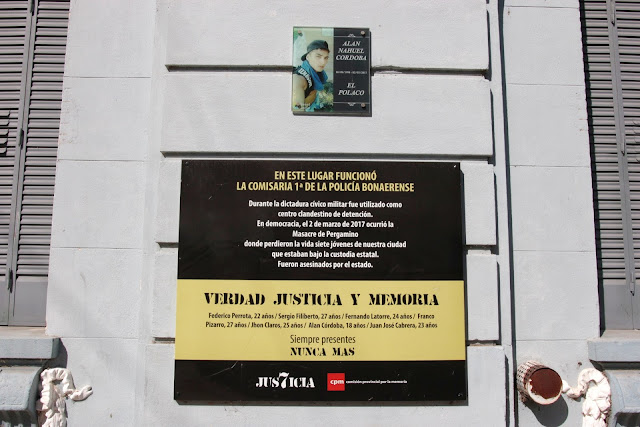 ALAN
NAHUEL
CORDOBA
EL
POLACO
EN ESTE LUGAR FUNCIONÓ
LA COMISARIA 1ª DE LA POLICÍA BONAERENSE
Durante la dictadura cívico militar fue utilizado como
centro clandestino de detención.
En democracia, el 2 de marzo de 2017 ocurrió la
Masacre de Pergamino
donde perdieron la vida siete jóvenes de nuestra ciudad
que estaban bajo la custodia estatal.
Fueron asesinados por el estado.
VERDAD JUSTICIA Y MEMORIA
Federico Perrota, 22 años / Sergio Filiberto, 27 años / Fernando Latorre, 24 años / Franco
Pizarro, 27 años / Jhon Claros, 25 años / Alan Córdoba, 18 años / Juan José Cabrera, 23 años
Siempre presentes
NUNCA MAS
JUS7ICIA
cpm comisión provincial por la memoria